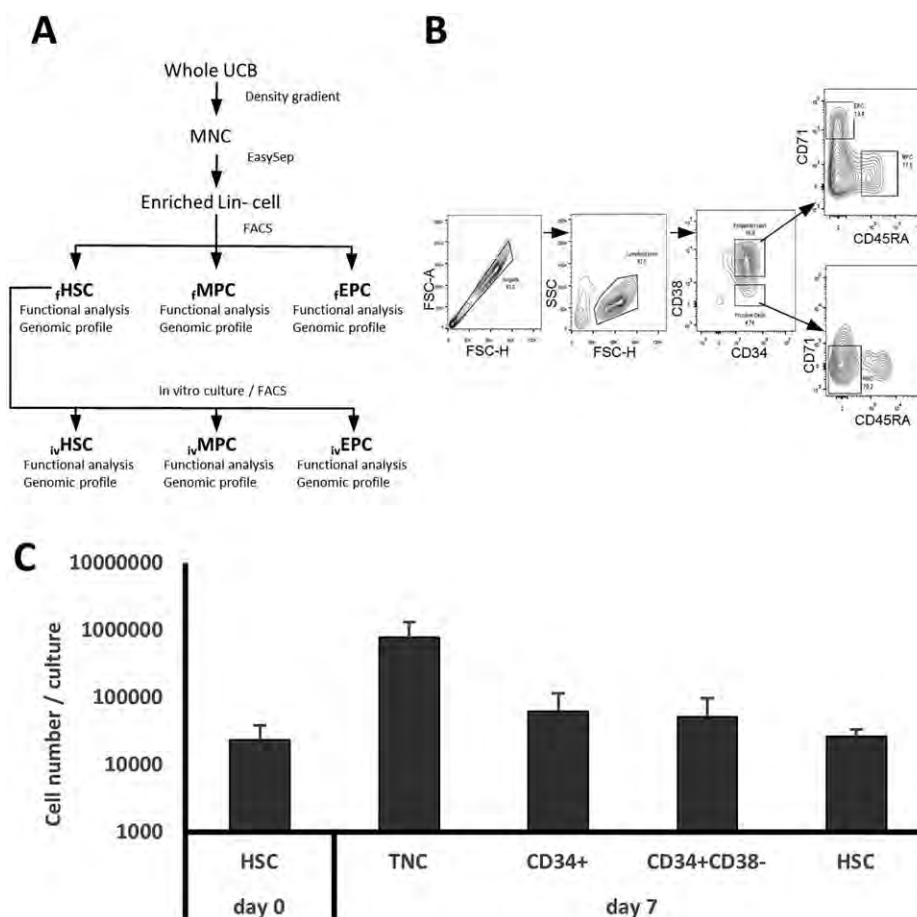 A
Whole UCB
Density gradient
MNC
EasySep
Enriched Lin- cell
FACS
fHSC
fMPC
fEPC
Functional analysis
Genomic profile
Functional analysis
Genomic profile
Functional analysis
Genomic profile
In vitro culture / FACS
ivHSC
ivMPC
ivEPC
Functional analysis
Genomic profile
Functional analysis
Genomic profile
Functional analysis
Genomic profile
B
FSC-A
FSC-H
SSC
FSC-H
CD38
CD34
CD71
EPC
CD45RA
CD71
CD45RA
C
Cell number / culture
10000000
1000000
100000
10000
1000
HSC
TNC
CD34+
CD34+CD38-
HSC
day 0
day 7